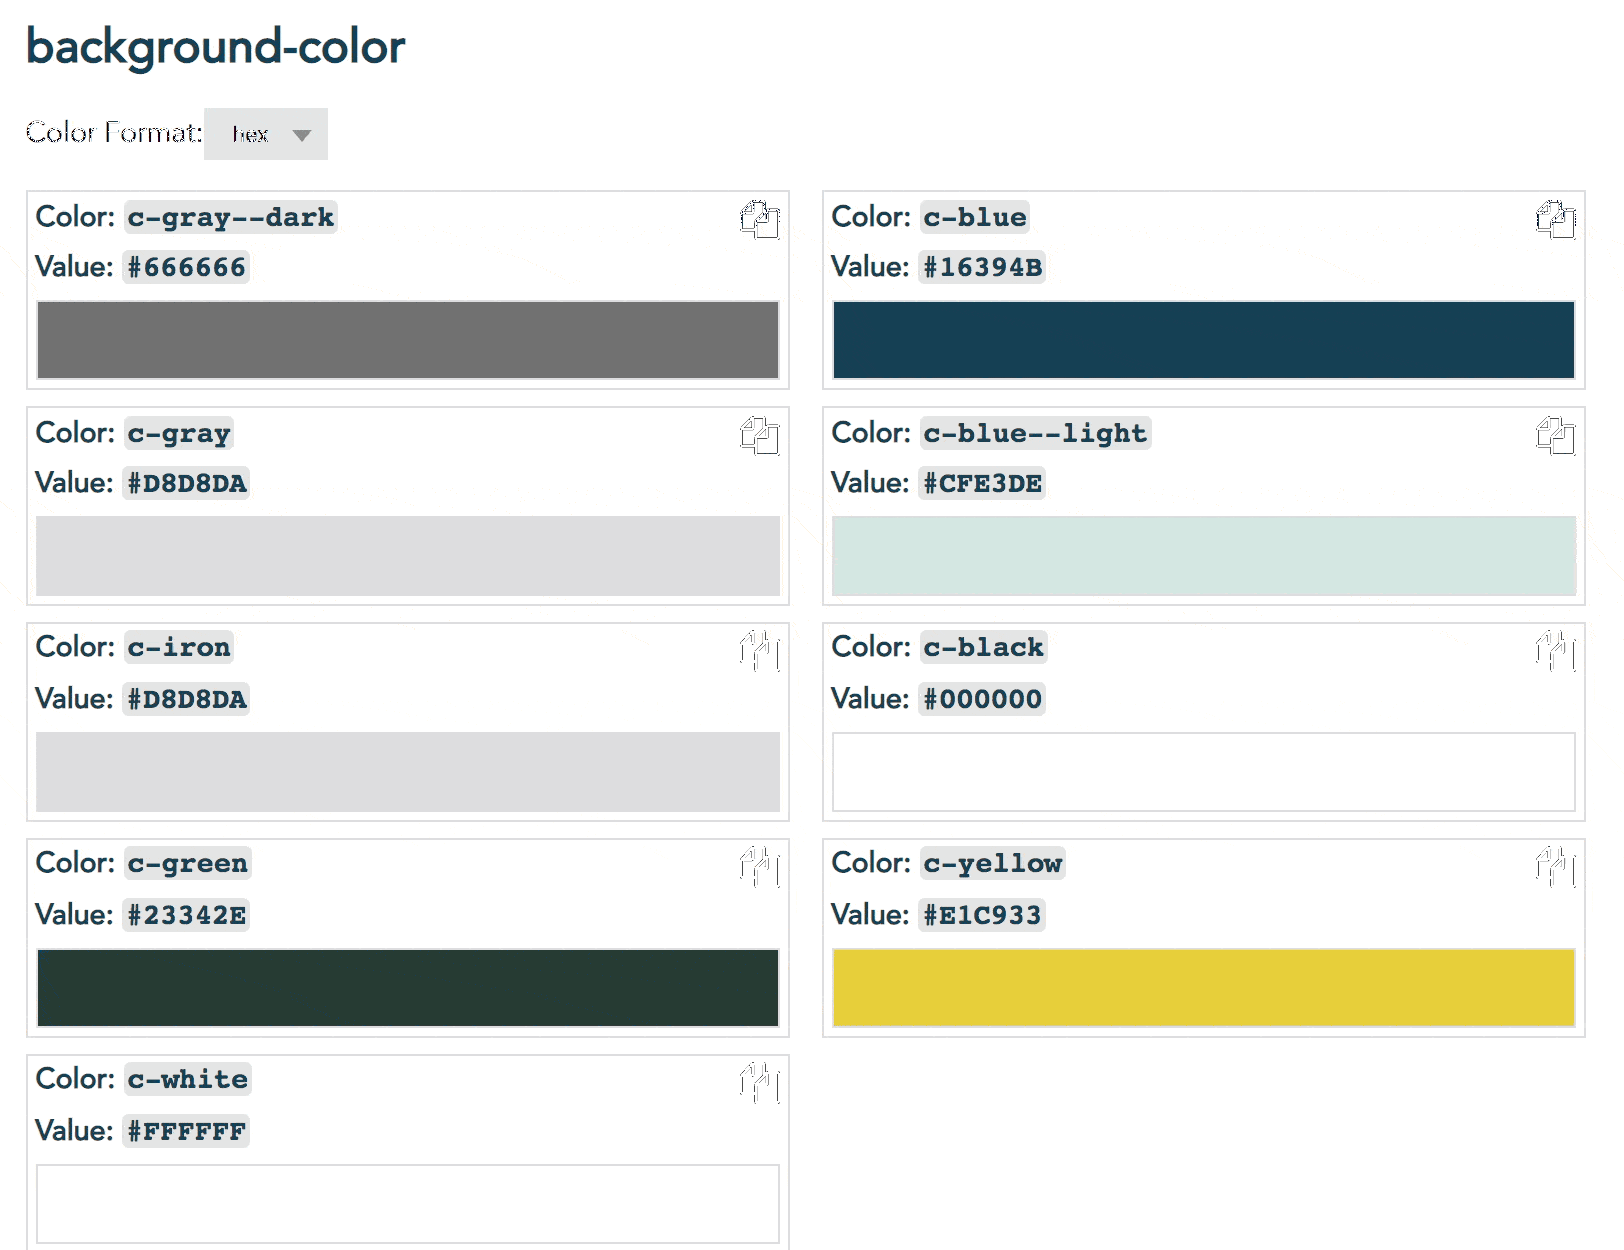 background-color
Color Format: hex
Color: c-gray--dark
Value: #666666
Color: c-blue
Value: #16394B
Color: c-gray
Value: #D8D8DA
Color: c-blue--light
Value: #CFE3DE
Color: c-iron
Value: #D8D8DA
Color: c-black
Value: #000000
Color: c-green
Value: #23342E
Color: c-yellow
Value: #E1C933
Color: c-white
Value: #FFFFFF